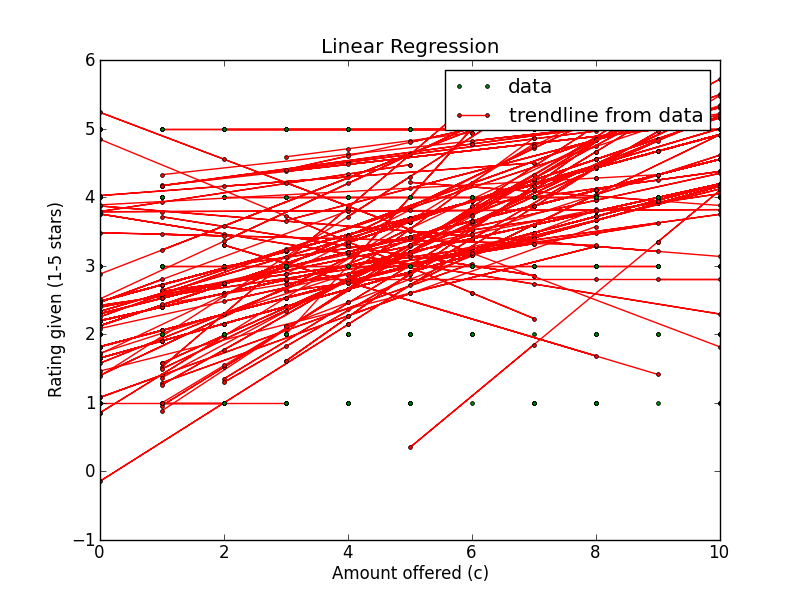 Linear Regression
data
trendline from data
6
5
4
3
2
1
0
−1
Rating given (1-5 stars)
0 2 4 6 8 10
Amount offered (c)